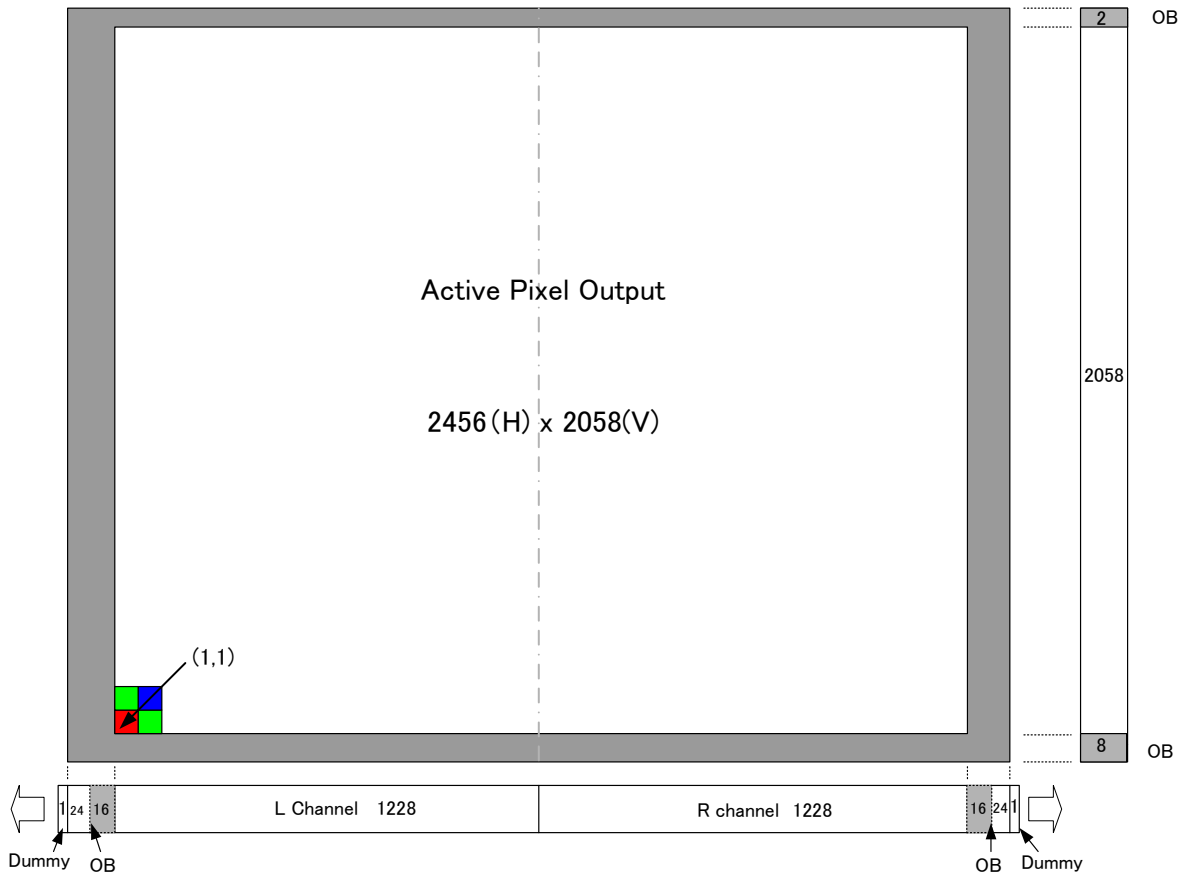 2 OB
Active Pixel Output
2058
2456(H) x 2058(V)
(1,1)
8 OB
1 24 16 L Channel 1228 R channel 1228 16 24 1
Dummy OB OB Dummy